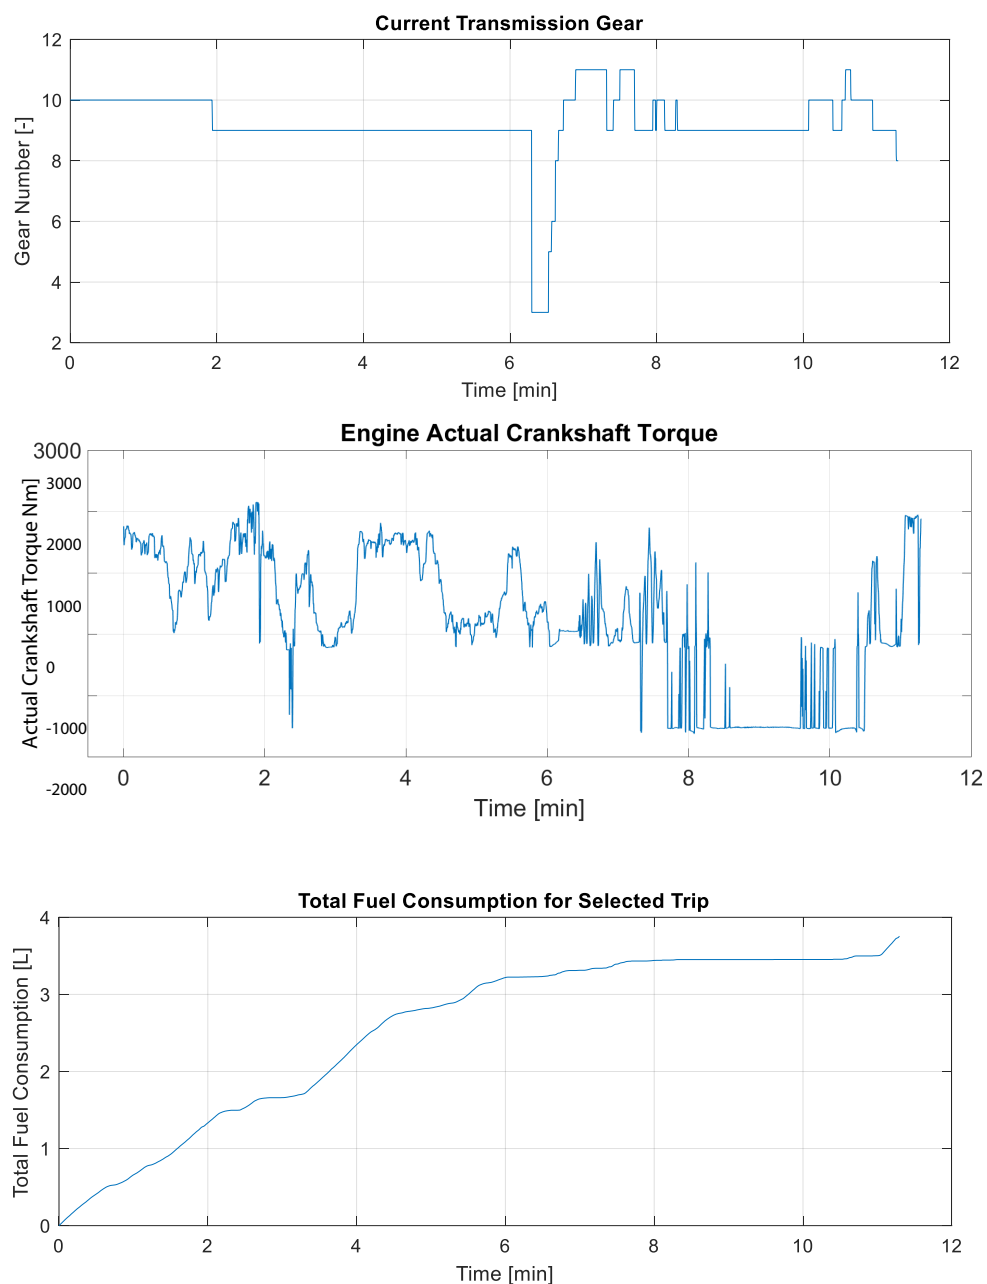 Current Transmission Gear
12
10
8
6
4
2
Gear Number [-]
0 2 4 6 8 10 12
Time [min]
Engine Actual Crankshaft Torque
3000
3000
2000
1000
0
-1000
-2000
Actual Crankshaft Torque Nm]
0 2 4 6 8 10 12
Time [min]
Total Fuel Consumption for Selected Trip
4
3
2
1
0
Total Fuel Consumption [L]
0 2 4 6 8 10 12
Time [min]